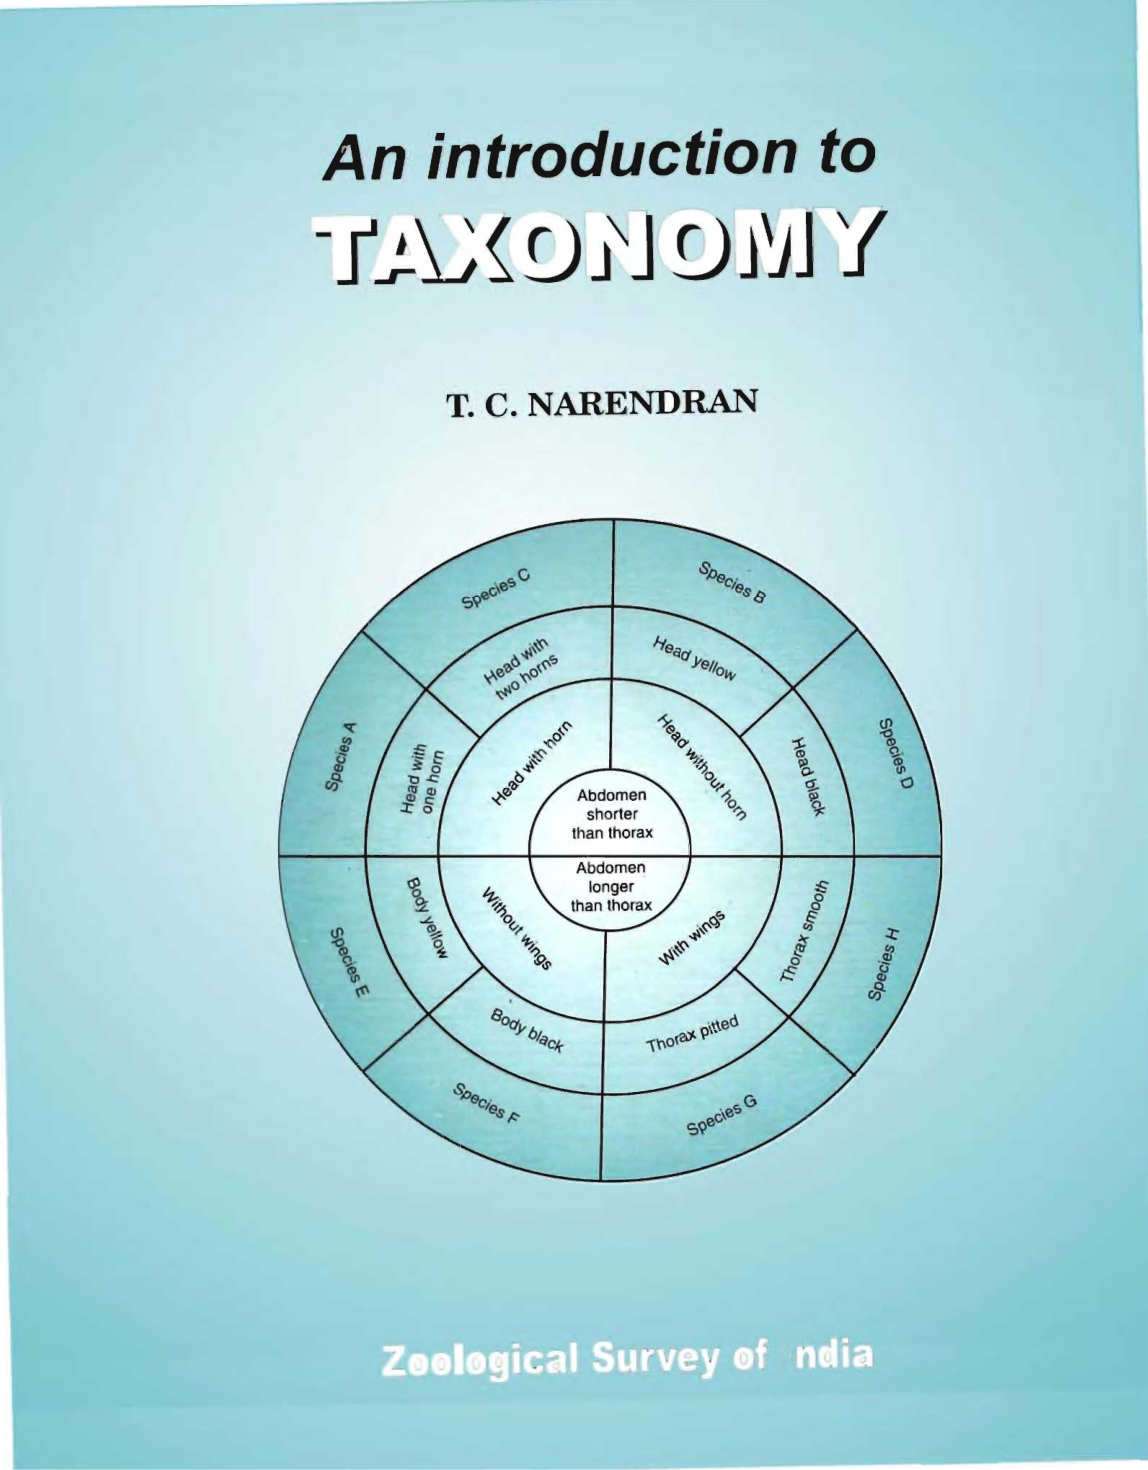 An introduction to
TAXONOMY
T. C. NARENDRAN
Species C
Species B
Head with
two horns
Head yellow
Species A
Head with
one horn
Head with horn
Head without horn
Head black
Species D
Abdomen
shorter
than thorax
Abdomen
longer
than thorax
Species E
Body yellow
Without wings
With wings
Thorax smooth
Species H
Body black
Thorax pitted
Species F
Species G
Zoological Survey of ndia